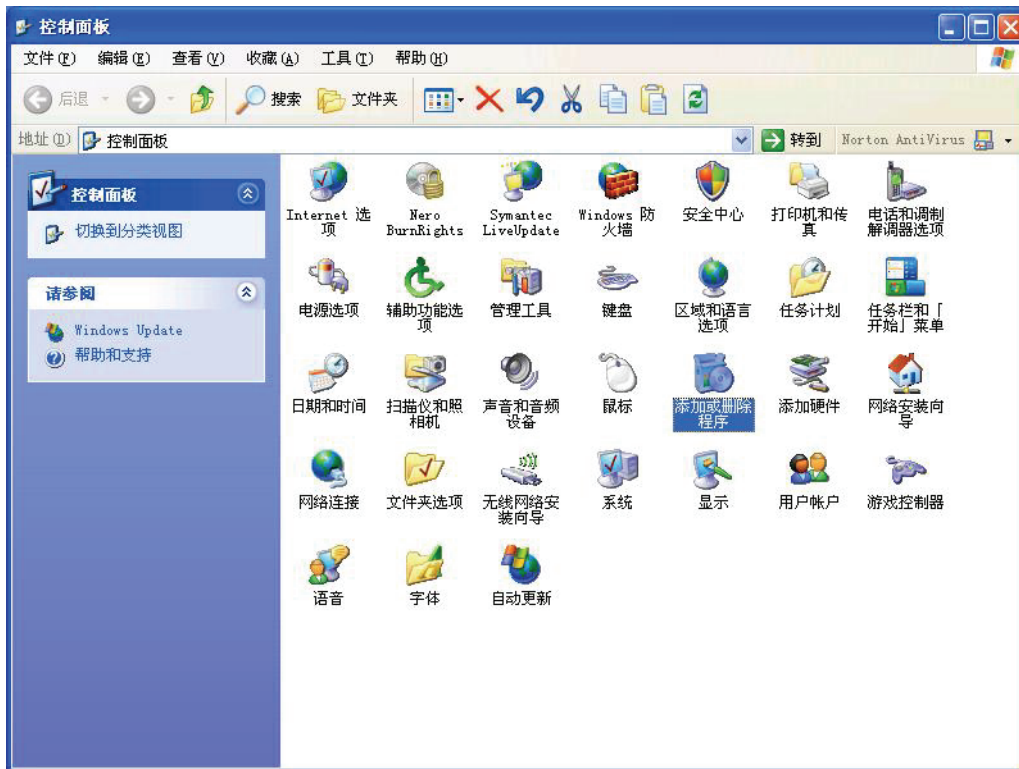 控制面板
文件(F) 编辑(E) 查看(V) 收藏(A) 工具(T) 帮助(H)
后退 搜索 文件夹
地址(D) 控制面板 转到 Norton AntiVirus
控制面板
切换到分类视图
请参阅
Windows Update
帮助和支持
Internet 选项
Nero BurnRights
Symantec LiveUpdate
Windows 防火墙
安全中心
打印机和传真
电话和调制解调器选项
电源选项
辅助功能选项
管理工具
键盘
区域和语言选项
任务计划
任务栏和「开始」菜单
日期和时间
扫描仪和照相机
声音和音频设备
鼠标
添加或删除程序
添加硬件
网络安装向导
网络连接
文件夹选项
无线网络安装向导
系统
显示
用户帐户
游戏控制器
语音
字体
自动更新